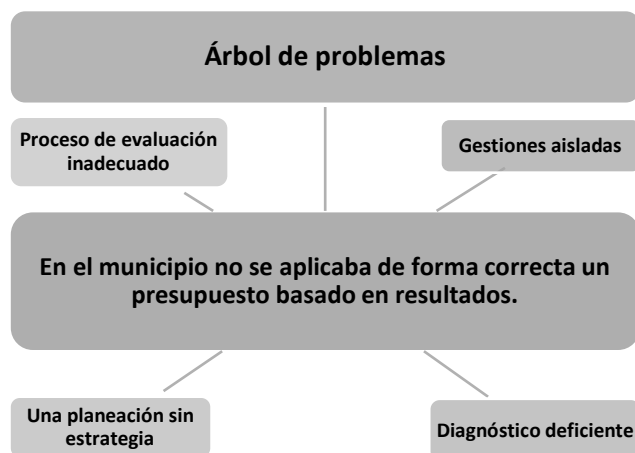 Árbol de problemas
Proceso de evaluación
inadecuado
Gestiones aisladas
En el municipio no se aplicaba de forma correcta un
presupuesto basado en resultados.
Una planeación sin
estrategia
Diagnóstico deficiente